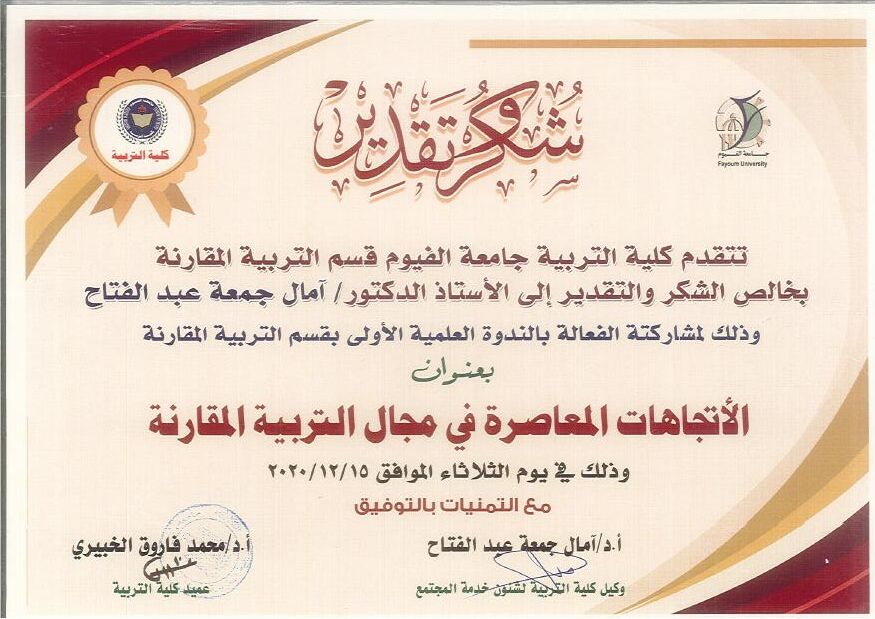 شكر وتقدير
كلية التربية
جامعة الفيوم
Fayoum University
تتقدم كلية التربية جامعة الفيوم قسم التربية المقارنة
بخالص الشكر والتقدير إلى الأستاذ الدكتور/ آمال جمعة عبد الفتاح
وذلك لمشاركتة الفعالة بالندوة العلمية الأولى بقسم التربية المقارنة
بعنوان
الأتجاهات المعاصرة في مجال التربية المقارنة
وذلك في يوم الثلاثاء الموافق ٢٠٢٠/١٢/١٥
مع التمنيات بالتوفيق
أ.د/آمال جمعة عبد الفتاح
وكيل كلية التربية لشئون خدمة المجتمع
أ.د/محمد فاروق الخبيري
عميد كلية التربية